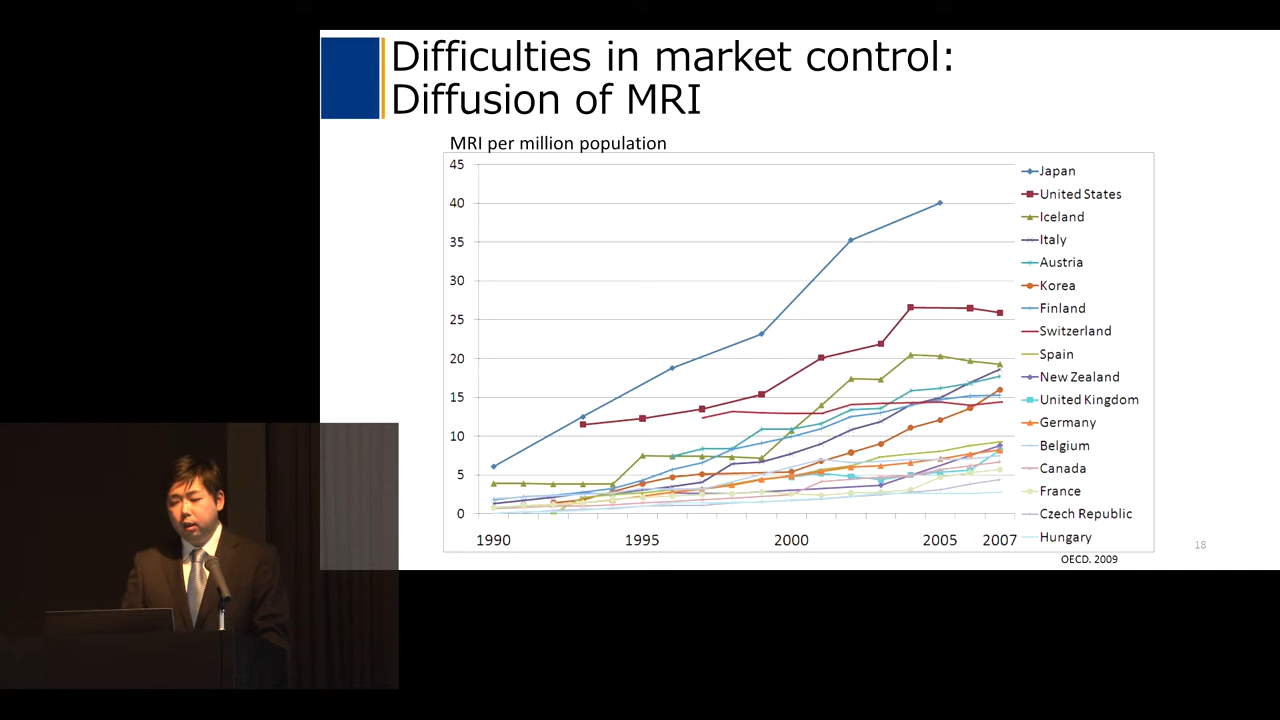 Difficulties in market control:
Diffusion of MRI
MRI per million population
45
40
35
30
25
20
15
10
5
0
1990
1995
2000
2005
2007
Japan
United States
Iceland
Italy
Austria
Korea
Finland
Switzerland
Spain
New Zealand
United Kingdom
Germany
Belgium
Canada
France
Czech Republic
Hungary
OECD. 2009
18